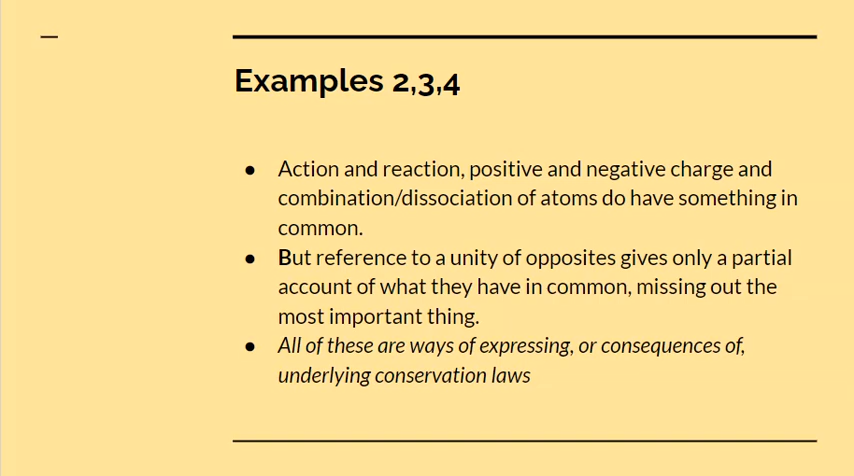 Examples 2,3,4
● Action and reaction, positive and negative charge and
combination/dissociation of atoms do have something in
common.
● But reference to a unity of opposites gives only a partial
account of what they have in common, missing out the
most important thing.
● All of these are ways of expressing, or consequences of,
underlying conservation laws